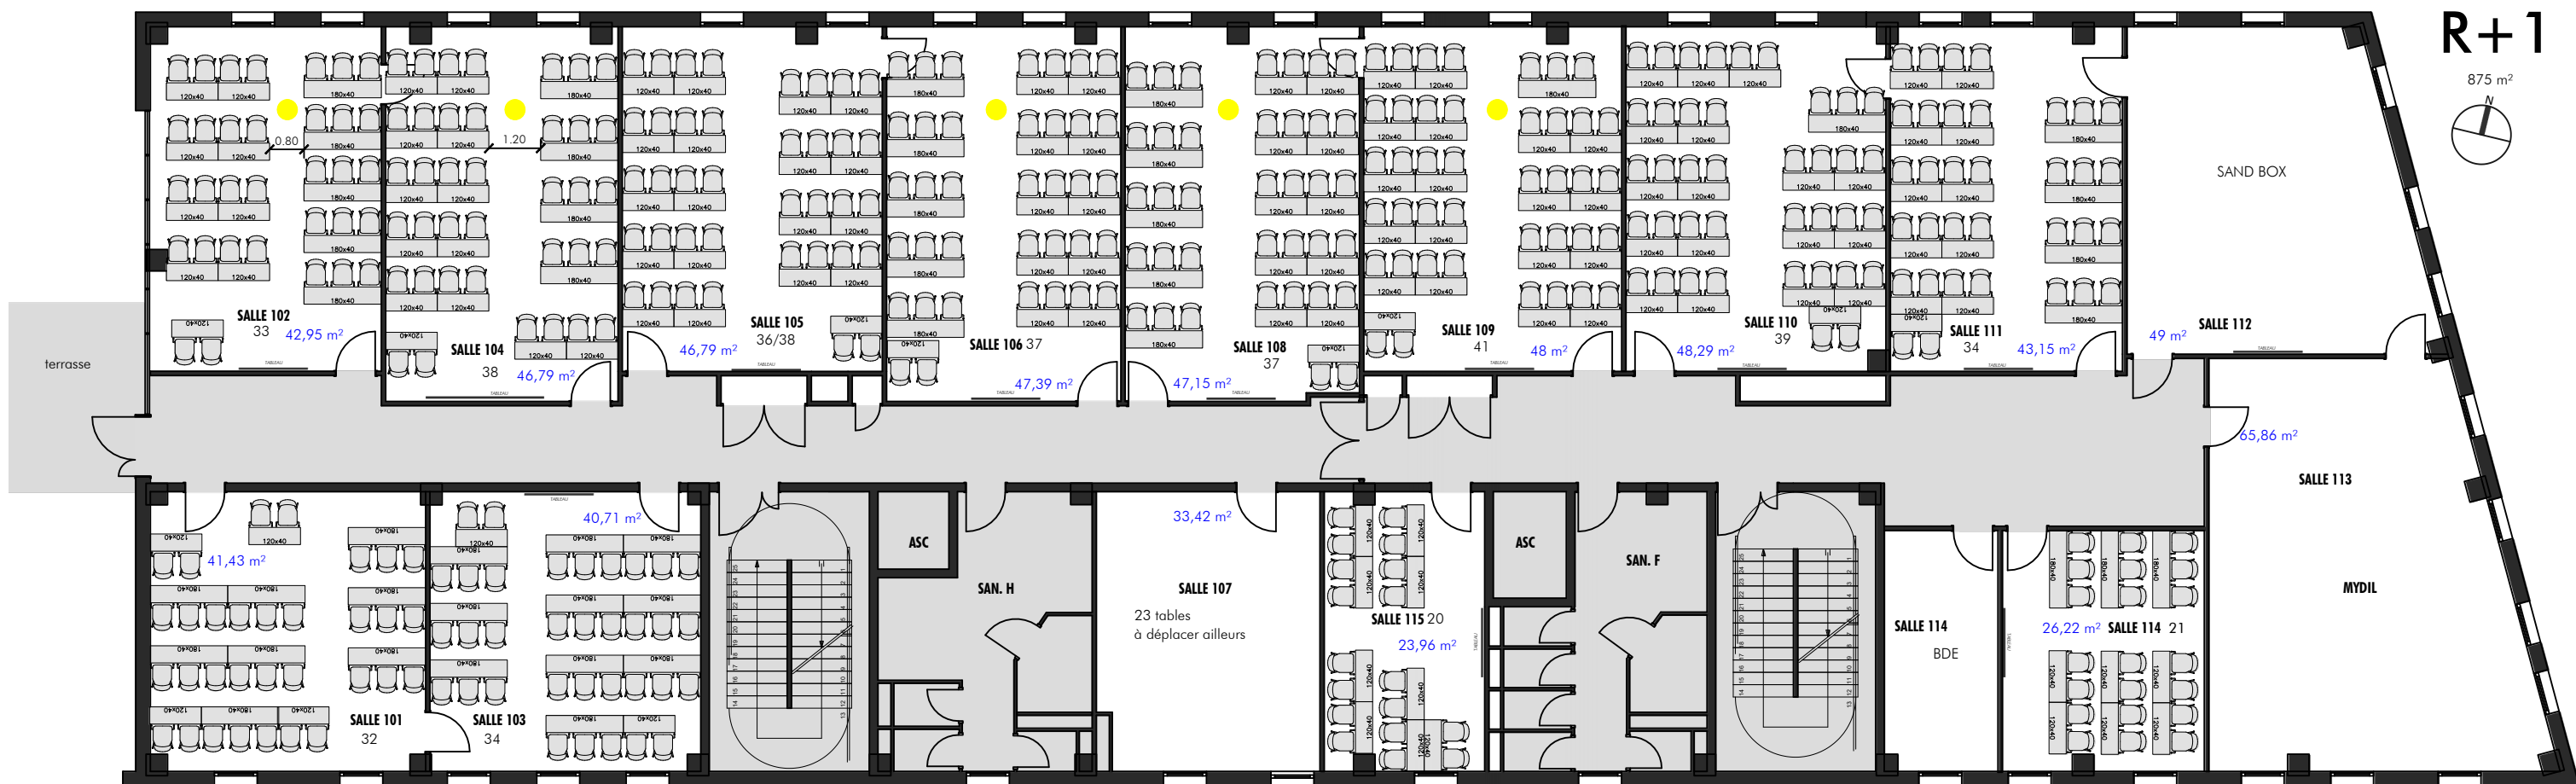 R+1
875 m²
N
SAND BOX
terrasse
0.80
1.20
SALLE 102
33
42,95 m²
SALLE 104
38
46,79 m²
46,79 m²
SALLE 105
36/38
SALLE 106 37
47,39 m²
47,15 m²
SALLE 108
37
SALLE 109
41
48 m²
48,29 m²
SALLE 110
39
SALLE 111
34
43,15 m²
49 m²
SALLE 112
65,86 m²
SALLE 113
MYDIL
41,43 m²
SALLE 101
32
40,71 m²
SALLE 103
34
ASC
SAN. H
33,42 m²
SALLE 107
23 tables
à déplacer ailleurs
SALLE 115 20
23,96 m²
ASC
SAN. F
SALLE 114
BDE
26,22 m² SALLE 114 21
120x40
180x40
TABLEAU